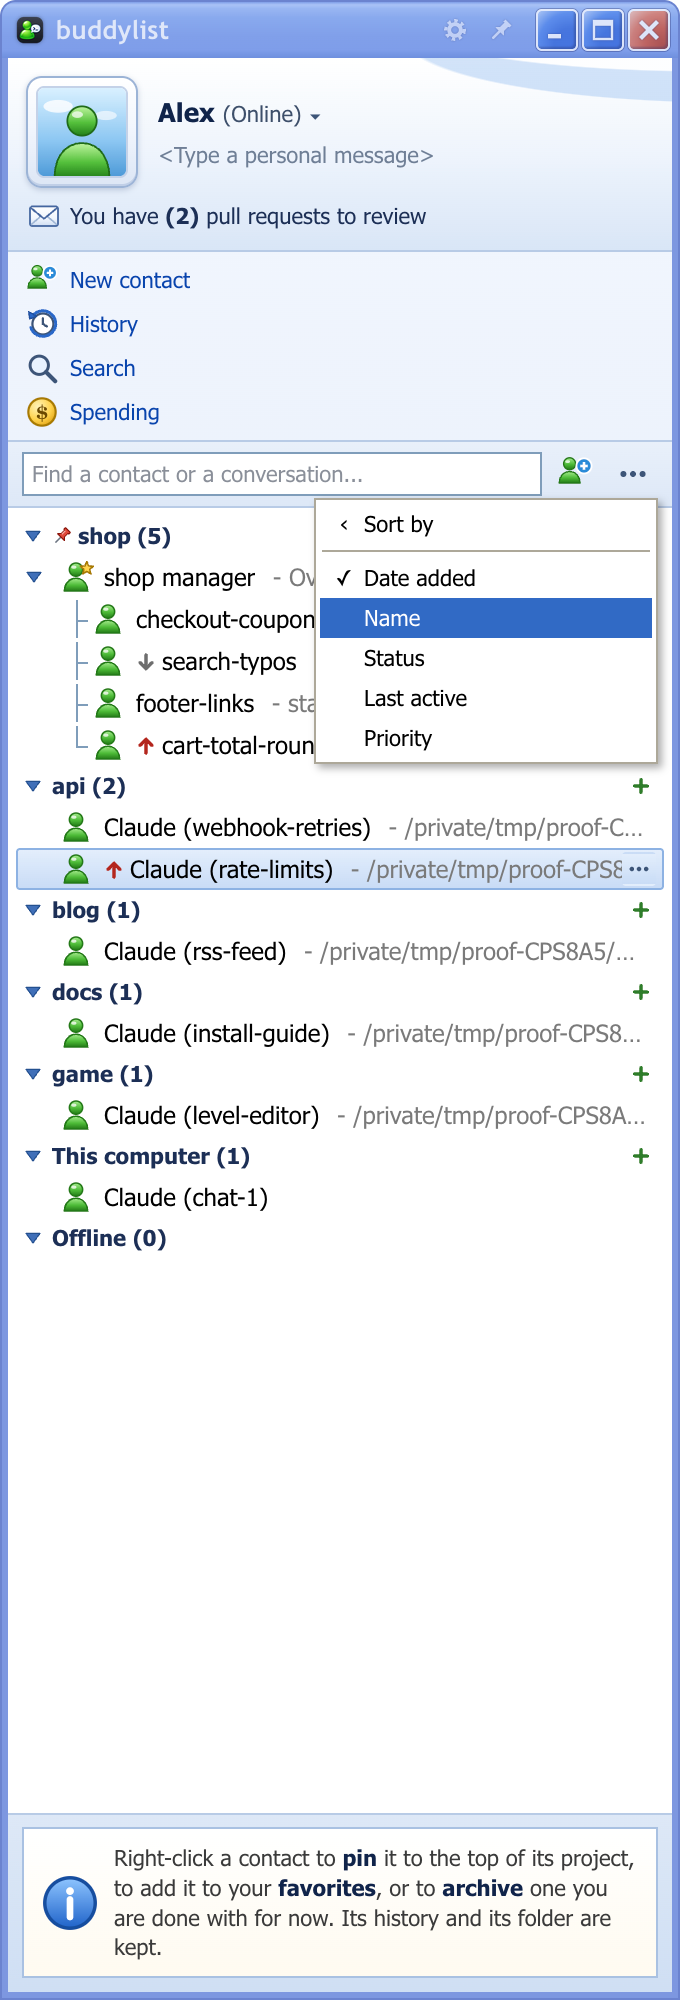 buddylist
Alex (Online)
<Type a personal message>
You have (2) pull requests to review
New contact
History
Search
Spending
Find a contact or a conversation...
Sort by
Date added
Name
Status
Last active
Priority
shop (5)
shop manager - Ov
checkout-coupon
search-typos
footer-links - sta
cart-total-roun
api (2)
Claude (webhook-retries) - /private/tmp/proof-C...
Claude (rate-limits) - /private/tmp/proof-CPS8
blog (1)
Claude (rss-feed) - /private/tmp/proof-CPS8A5/...
docs (1)
Claude (install-guide) - /private/tmp/proof-CPS8...
game (1)
Claude (level-editor) - /private/tmp/proof-CPS8A...
This computer (1)
Claude (chat-1)
Offline (0)
Right-click a contact to pin it to the top of its project,
to add it to your favorites, or to archive one you
are done with for now. Its history and its folder are
kept.